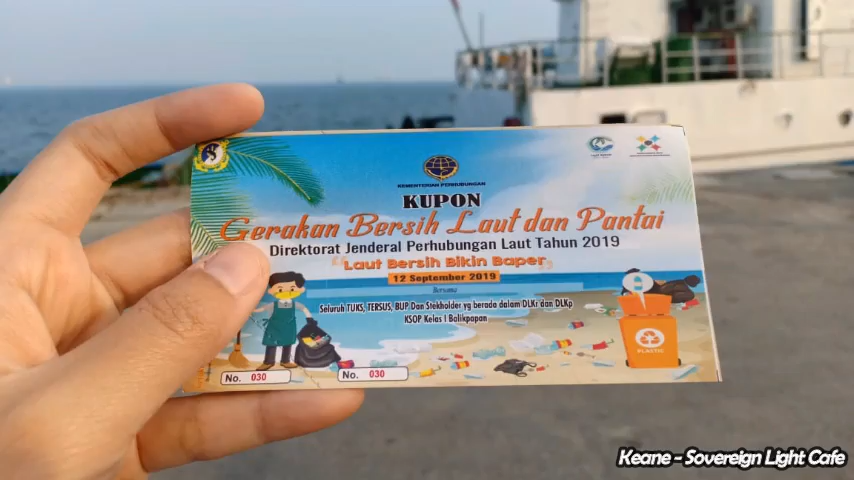 KEMENTERIAN PERHUBUNGAN
KUPON
Gerakan Bersih Laut dan Pantai
Direktorat Jenderal Perhubungan Laut Tahun 2019
"Laut Bersih Bikin Baper"
12 September 2019
Bersama
Seluruh TUKS, TERSUS, BUP Dan Stekholder yg berada dalam DLKr dan DLKp
KSOP Kelas I Balikpapan
PLASTIC
No. 030
No. 030
Keane - Sovereign Light Cafe